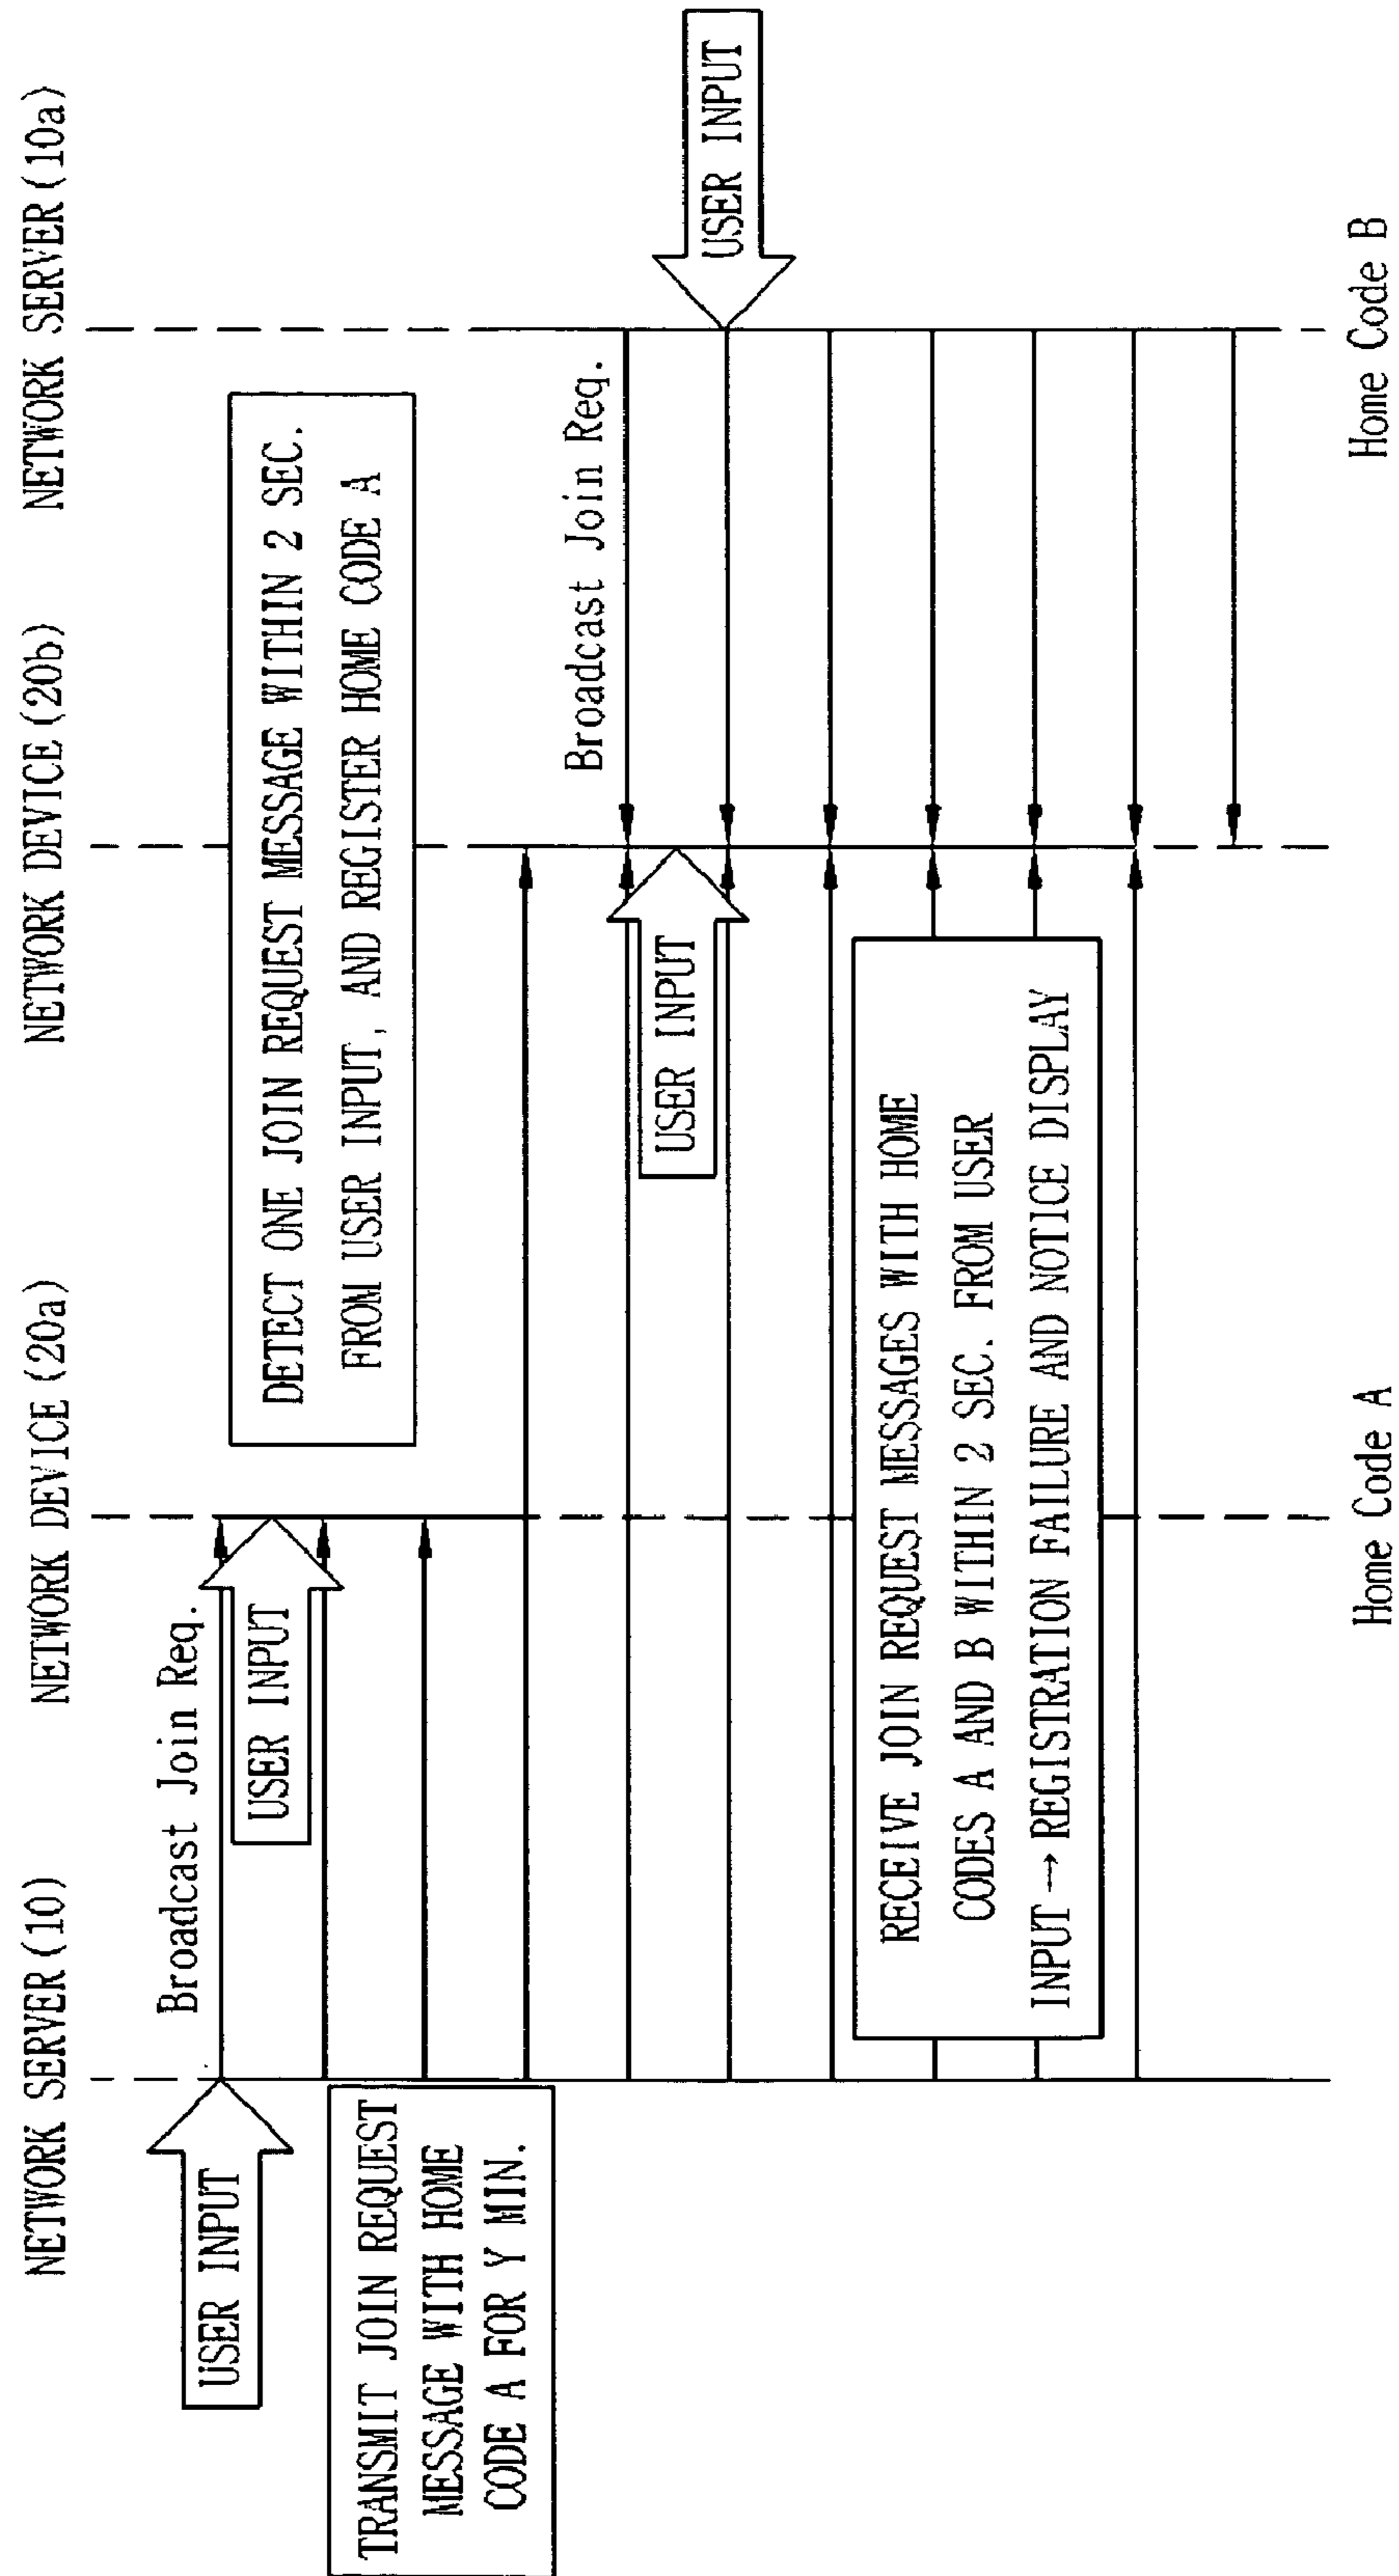 NETWORK SERVER(10)
NETWORK DEVICE(20a)
NETWORK DEVICE(20b)
NETWORK SERVER(10a)
USER INPUT
Broadcast Join Req.
USER INPUT
DETECT ONE JOIN REQUEST MESSAGE WITHIN 2 SEC.
FROM USER INPUT, AND REGISTER HOME CODE A
TRANSMIT JOIN REQUEST
MESSAGE WITH HOME
CODE A FOR Y MIN.
Broadcast Join Req.
USER INPUT
USER INPUT
RECEIVE JOIN REQUEST MESSAGES WITH HOME
CODES A AND B WITHIN 2 SEC. FROM USER
INPUT → REGISTRATION FAILURE AND NOTICE DISPLAY
Home Code A
Home Code B